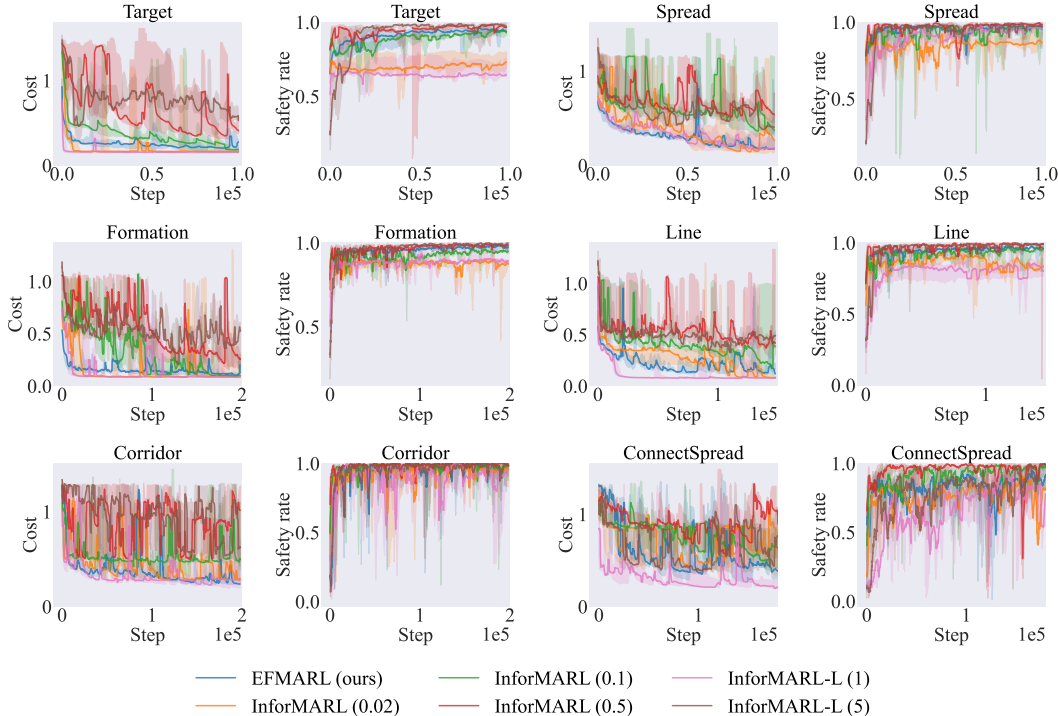 Target
Cost
1
0
0.0
0.5
1.0
Step
1e5
Target
Safety rate
1.0
0.5
0.0
0.5
1.0
Step
1e5
Spread
Cost
1
0
0.0
0.5
1.0
Step
1e5
Spread
Safety rate
1.0
0.5
0.0
0.5
1.0
Step
1e5
Formation
Cost
1.0
0.5
0.0
0
1
2
Step
1e5
Formation
Safety rate
1.0
0.5
0
1
2
Step
1e5
Line
Cost
1.0
0.5
0.0
0
1
Step
1e5
Line
Safety rate
1.0
0.5
0.0
0
1
Step
1e5
Corridor
Cost
1
0
0
1
2
Step
1e5
Corridor
Safety rate
1.0
0.5
0.0
0
1
2
Step
1e5
ConnectSpread
Cost
1
0
0
1
Step
1e5
ConnectSpread
Safety rate
1.0
0.5
0.0
0
1
Step
1e5
EFMARL (ours)
InforMARL (0.1)
InforMARL-L (1)
InforMARL (0.02)
InforMARL (0.5)
InforMARL-L (5)